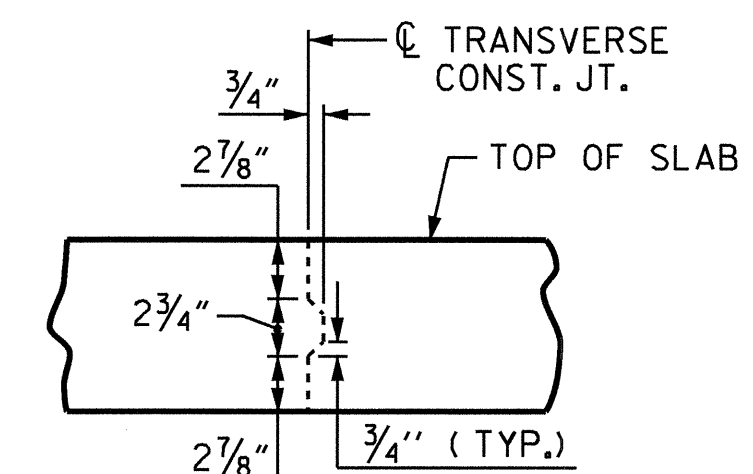 ℄ TRANSVERSE
CONST. JT.
3/4"
2 7/8"
TOP OF SLAB
2 3/4"
3/4" (TYP.)
2 7/8"